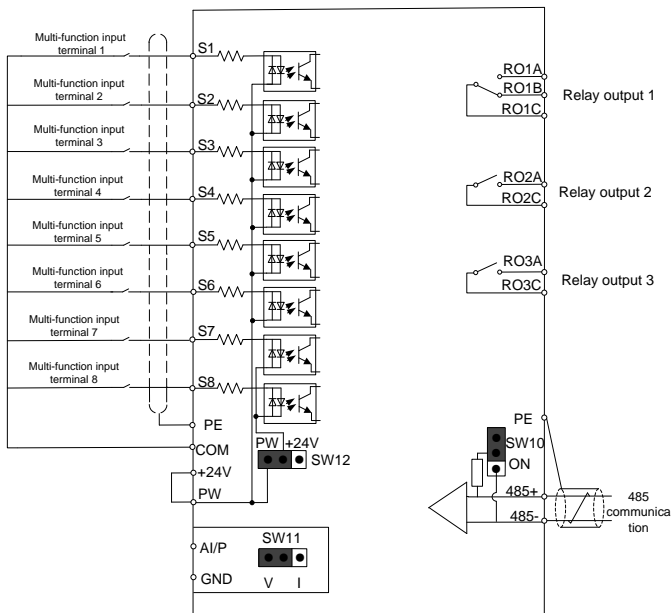 Multi-function input
terminal 1
S1
Multi-function input
terminal 2
S2
Multi-function input
terminal 3
S3
Multi-function input
terminal 4
S4
Multi-function input
terminal 5
S5
Multi-function input
terminal 6
S6
Multi-function input
terminal 7
S7
Multi-function input
terminal 8
S8
PE
COM
+24V
PW
PW +24V
SW12
AI/P
GND
SW11
V I
RO1A
RO1B
RO1C
Relay output 1
RO2A
RO2C
Relay output 2
RO3A
RO3C
Relay output 3
PE
SW10
ON
485+
485-
485
communica
tion